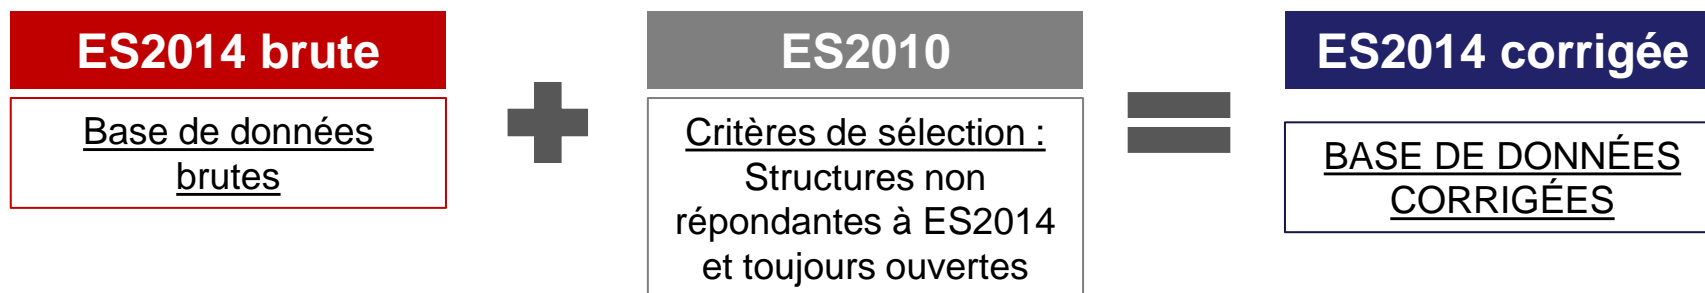 ES2014 brute
Base de données
brutes
ES2010
Critères de sélection :
Structures non
répondantes à ES2014
et toujours ouvertes
ES2014 corrigée
BASE DE DONNÉES
CORRIGÉES